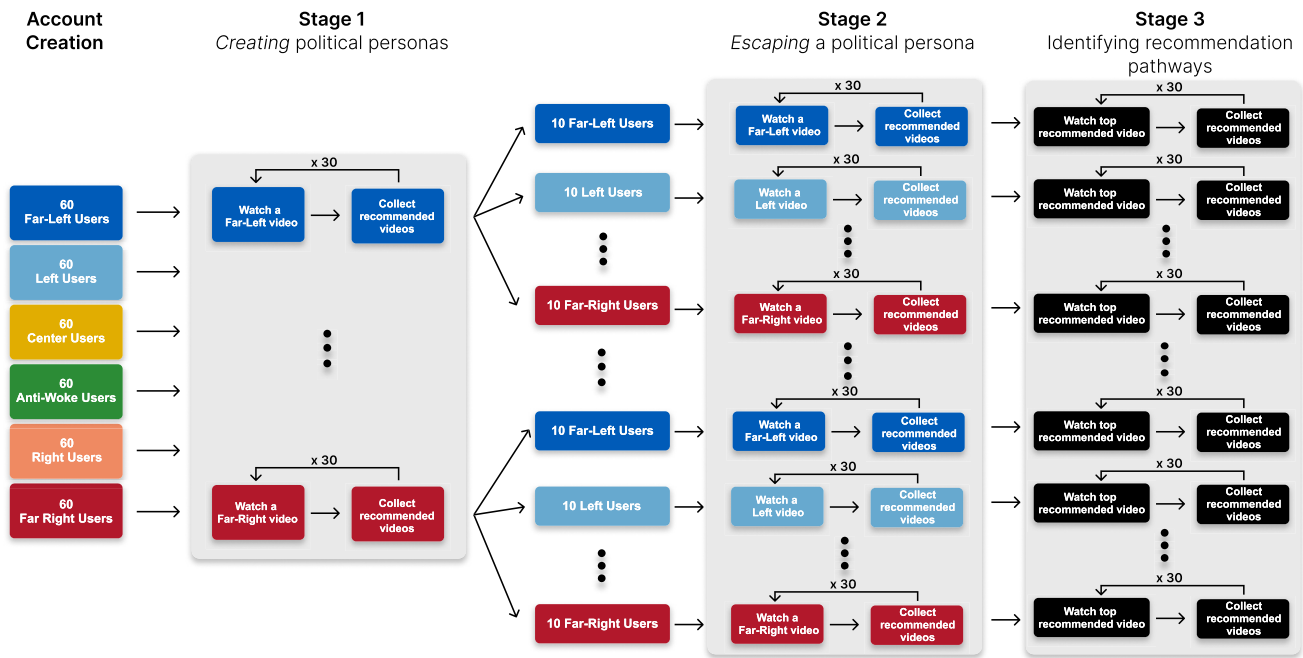 Account
Creation
Stage 1
Creating political personas
Stage 2
Escaping a political persona
Stage 3
Identifying recommendation
pathways
60
Far-Left Users
60
Left Users
60
Center Users
60
Anti-Woke Users
60
Right Users
60
Far Right Users
x 30
Watch a
Far-Left video
Collect
recommended
videos
x 30
Watch a
Far-Right video
Collect
recommended
videos
10 Far-Left Users
10 Left Users
10 Far-Right Users
10 Far-Left Users
10 Left Users
10 Far-Right Users
x 30
Watch a
Far-Left video
Collect
recommended
videos
x 30
Watch a
Left video
Collect
recommended
videos
x 30
Watch a
Far-Right video
Collect
recommended
videos
x 30
Watch a
Far-Left video
Collect
recommended
videos
x 30
Watch a
Left video
Collect
recommended
videos
x 30
Watch a
Far-Right video
Collect
recommended
videos
x 30
Watch top
recommended video
Collect
recommended
videos
x 30
Watch top
recommended video
Collect
recommended
videos
x 30
Watch top
recommended video
Collect
recommended
videos
x 30
Watch top
recommended video
Collect
recommended
videos
x 30
Watch top
recommended video
Collect
recommended
videos
x 30
Watch top
recommended video
Collect
recommended
videos